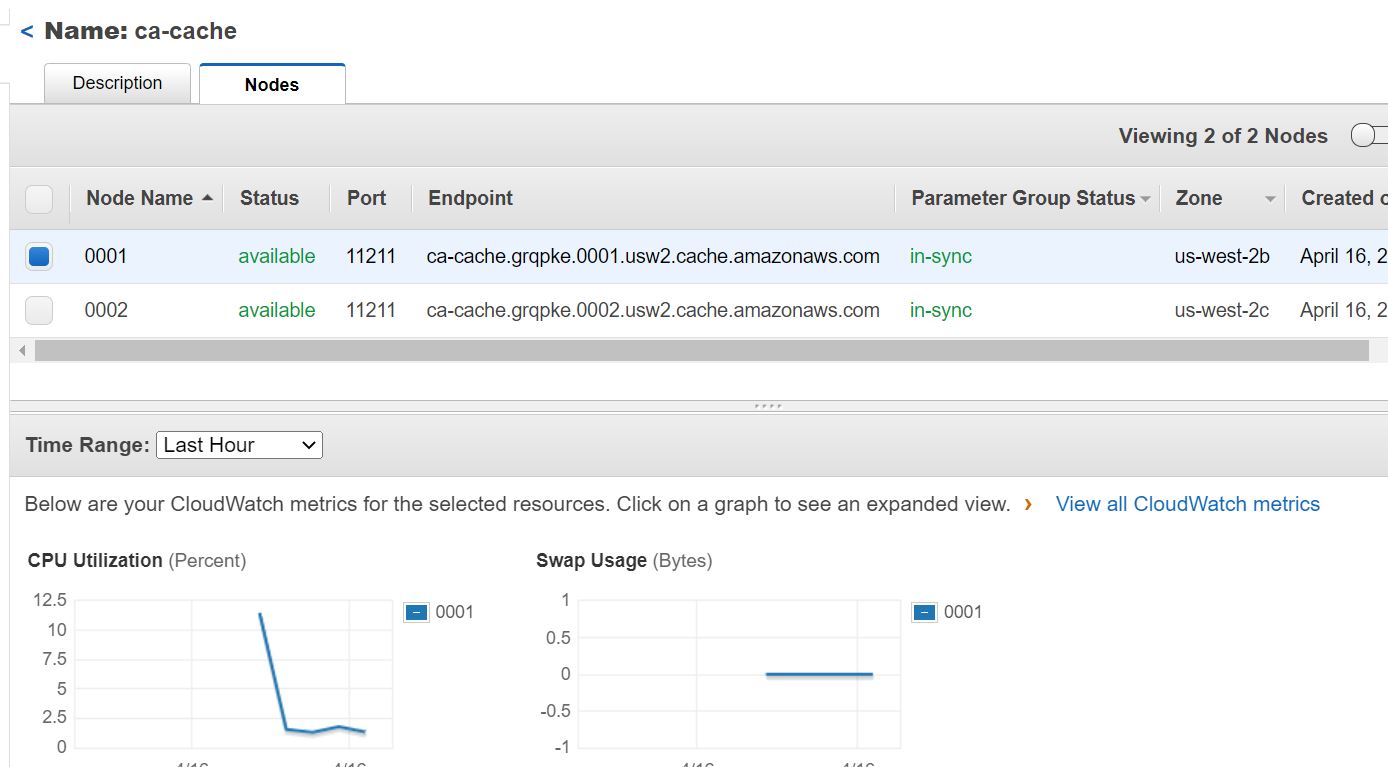 < Name: ca-cache
Description Nodes
Viewing 2 of 2 Nodes
Node Name Status Port Endpoint Parameter Group Status Zone Created
0001 available 11211 ca-cache.grqpke.0001.usw2.cache.amazonaws.com in-sync us-west-2b April 16, 2
0002 available 11211 ca-cache.grqpke.0002.usw2.cache.amazonaws.com in-sync us-west-2c April 16, 2
Time Range: Last Hour
Below are your CloudWatch metrics for the selected resources. Click on a graph to see an expanded view. › View all CloudWatch metrics
CPU Utilization (Percent)
12.5
10
7.5
5
2.5
0
0001
Swap Usage (Bytes)
1
0.5
0
-0.5
-1
0001